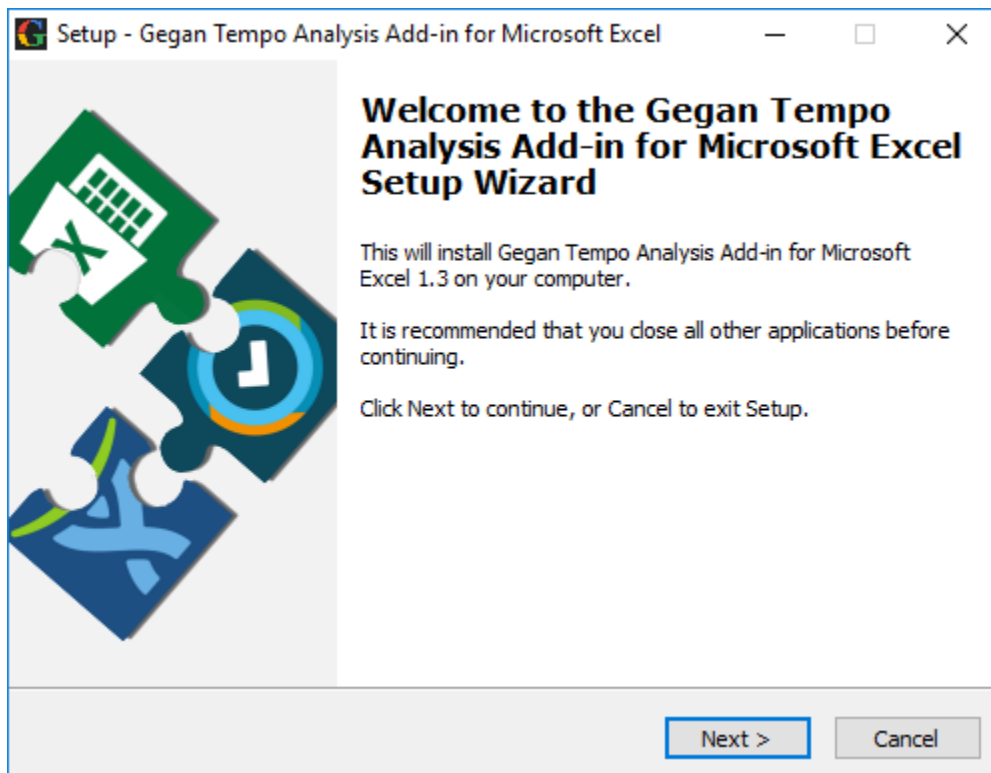 Setup - Gegan Tempo Analysis Add-in for Microsoft Excel
Welcome to the Gegan Tempo
Analysis Add-in for Microsoft Excel
Setup Wizard
This will install Gegan Tempo Analysis Add-in for Microsoft
Excel 1.3 on your computer.
It is recommended that you close all other applications before
continuing.
Click Next to continue, or Cancel to exit Setup.
Next >
Cancel